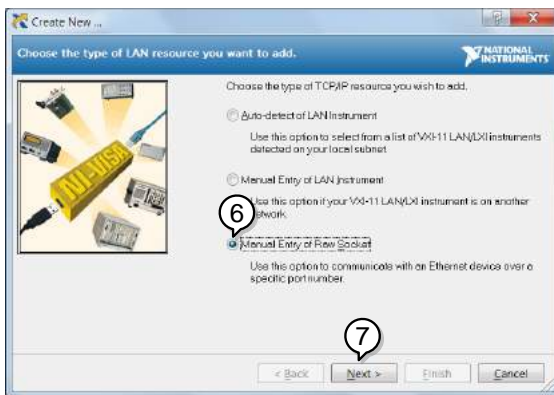 Create New ...
Choose the type of LAN resource you want to add.
NATIONAL
INSTRUMENTS
Choose the type of TCP/IP resource you wish to add.
Auto-detect of LAN Instrument
Use this option to select from a list of VXI-11 LAN/LXI instruments
detected on your local subnet
Manual Entry of LAN Instrument
Use this option if your VXI-11 LAN/LXI instrument is on another
network.
6
Manual Entry of Raw Socket
Use this option to communicate with an Ethernet device over a
specific port number.
NI-VISA
7
< Back
Next >
Finish
Cancel